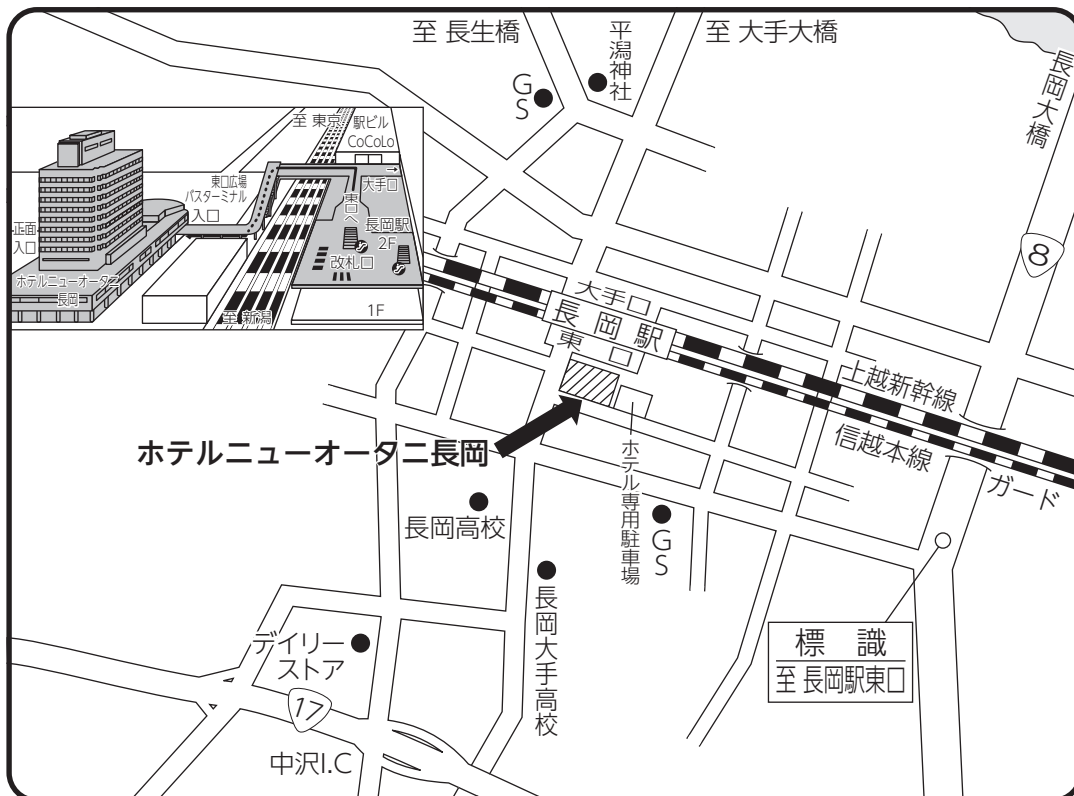 至 長生橋
平潟神社
至 大手大橋
長岡大橋
GS
至 東京
駅ビル
CoCoLo
→
大手口
東口広場
バスターミナル
入口
東口へ
長岡駅
2F
改札口
正面
入口
ホテルニューオータニ
長岡
至 新潟
1F
8
大手口
長岡駅
東口
上越新幹線
信越本線
ガード
ホテルニューオータニ長岡
ホテル専用駐車場
長岡高校
GS
長岡大手高校
デイリー
ストア
標 識
至 長岡駅東口
17
中沢I.C